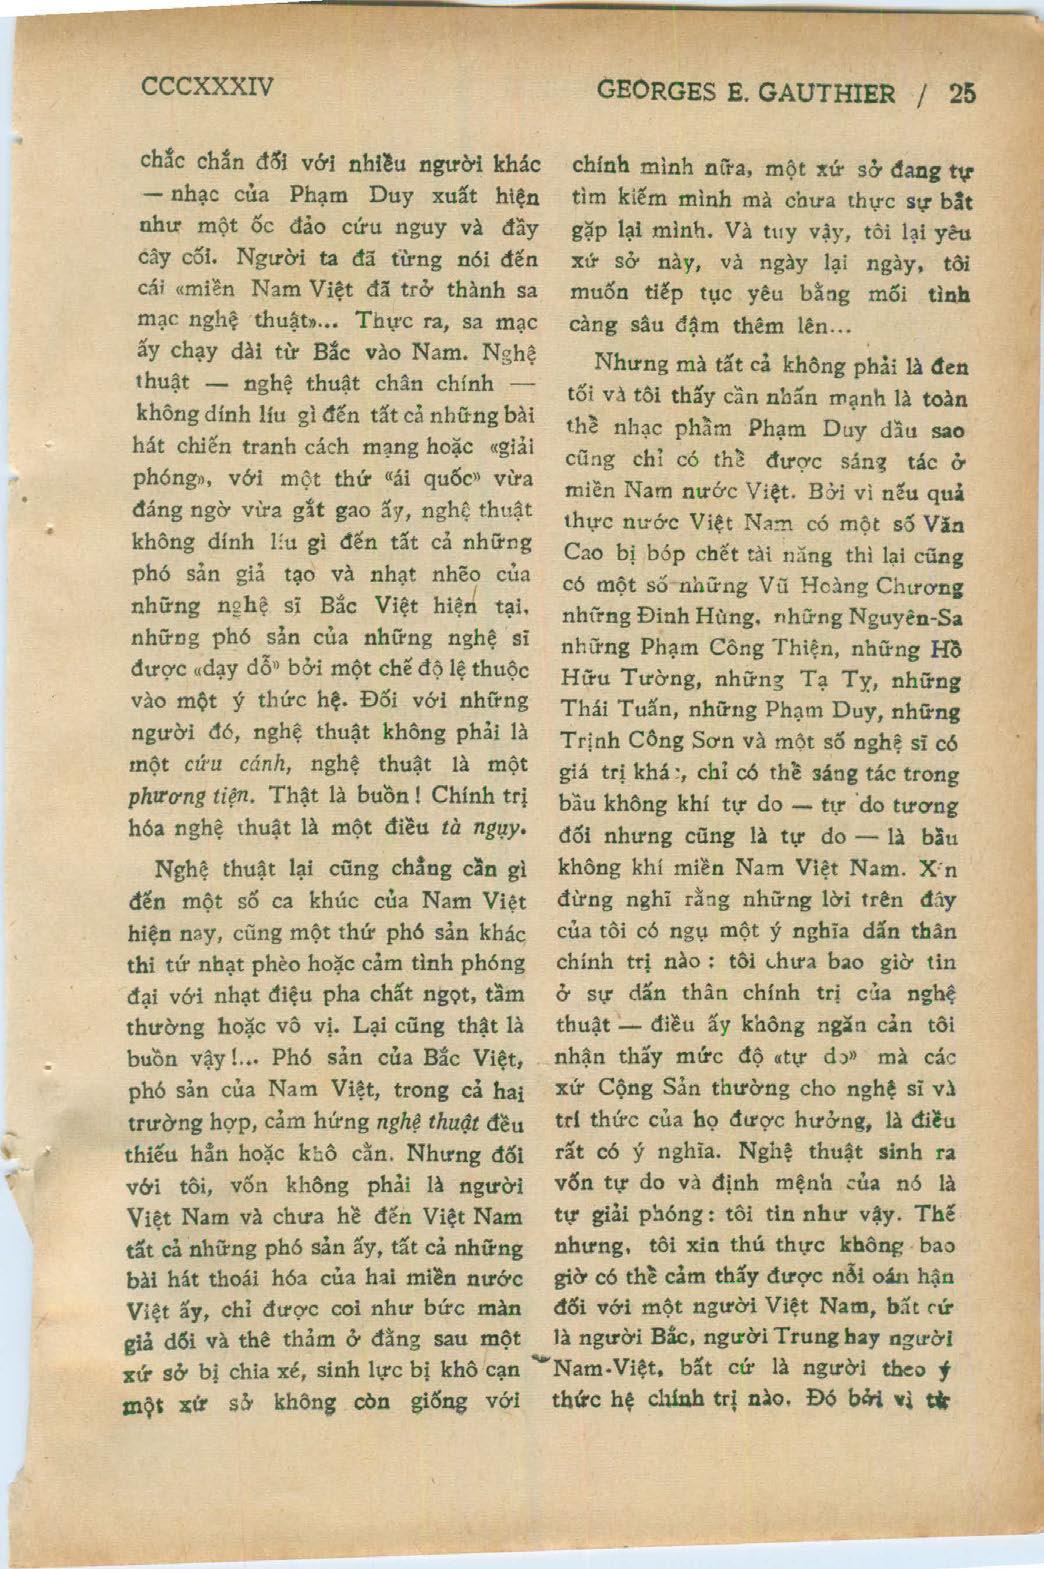 CCCXXXIV
GEORGES E. GAUTHIER / 25
chắc chắn đối với nhiều người khác
— nhạc của Phạm Duy xuất hiện
như một ốc đảo cứu nguy và đầy
cây cối. Người ta đã từng nói đến
cái «miền Nam Việt đã trở thành sa
mạc nghệ thuật»... Thực ra, sa mạc
ấy chạy dài từ Bắc vào Nam. Nghệ
thuật — nghệ thuật chân chính —
không dính líu gì đến tất cả những bài
hát chiến tranh cách mạng hoặc «giải
phóng», với một thứ «ái quốc» vừa
đáng ngờ vừa gắt gao ấy, nghệ thuật
không dính líu gì đến tất cả những
phó sản giả tạo và nhạt nhẽo của
những nghệ sĩ Bắc Việt hiện tại,
những phó sản của những nghệ sĩ
được «dạy dỗ» bởi một chế độ lệ thuộc
vào một ý thức hệ. Đối với những
người đó, nghệ thuật không phải là
một cứu cánh, nghệ thuật là một
phương tiện. Thật là buồn ! Chính trị
hóa nghệ thuật là một điều tà ngụy.
Nghệ thuật lại cũng chẳng cần gì
đến một số ca khúc của Nam Việt
hiện nay, cũng một thứ phó sản khác
thi tứ nhạt phèo hoặc cảm tình phóng
đại với nhạt điệu pha chất ngọt, tầm
thường hoặc vô vị. Lại cũng thật là
buồn vậy !... Phó sản của Bắc Việt,
phó sản của Nam Việt, trong cả hai
trường hợp, cảm hứng nghệ thuật đều
thiếu hẳn hoặc khô cằn. Nhưng đối
với tôi, vốn không phải là người
Việt Nam và chưa hề đến Việt Nam
tất cả những phó sản ấy, tất cả những
bài hát thoái hóa của hai miền nước
Việt ấy, chỉ được coi như bức màn
giả dối và thê thảm ở đằng sau một
xứ sở bị chia xé, sinh lực bị khô cạn
một xứ sở không còn giống với
chính mình nữa, một xứ sở đang tự
tìm kiếm mình mà chưa thực sự bắt
gặp lại mình. Và tuy vậy, tôi lại yêu
xứ sở này, và ngày lại ngày, tôi
muốn tiếp tục yêu bằng mối tình
càng sâu đậm thêm lên...
Nhưng mà tất cả không phải là đen
tối và tôi thấy cần nhấn mạnh là toàn
thể nhạc phẩm Phạm Duy dầu sao
cũng chỉ có thể được sáng tác ở
miền Nam nước Việt. Bởi vì nếu quả
thực nước Việt Nam có một số Văn
Cao bị bóp chết tài năng thì lại cũng
có một số những Vũ Hoàng Chương
những Đinh Hùng, những Nguyên-Sa
những Phạm Công Thiện, những Hồ
Hữu Tường, những Tạ Tỵ, những
Thái Tuấn, những Phạm Duy, những
Trịnh Công Sơn và một số nghệ sĩ có
giá trị khác, chỉ có thể sáng tác trong
bầu không khí tự do — tự do tương
đối nhưng cũng là tự do — là bầu
không khí miền Nam Việt Nam. Xin
đừng nghĩ rằng những lời trên đây
của tôi có ngụ một ý nghĩa dấn thân
chính trị nào : tôi chưa bao giờ tin
ở sự dấn thân chính trị của nghệ
thuật — điều ấy không ngăn cản tôi
nhận thấy mức độ «tự do» mà các
xứ Cộng Sản thường cho nghệ sĩ và
trí thức của họ được hưởng, là điều
rất có ý nghĩa. Nghệ thuật sinh ra
vốn tự do và định mệnh của nó là
tự giải phóng : tôi tin như vậy. Thế
nhưng, tôi xin thú thực không bao
giờ có thể cảm thấy được nỗi oán hận
đối với một người Việt Nam, bất cứ
là người Bắc, người Trung hay người
Nam-Việt, bất cứ là người theo ý
thức hệ chính trị nào. Đó bởi vì từ